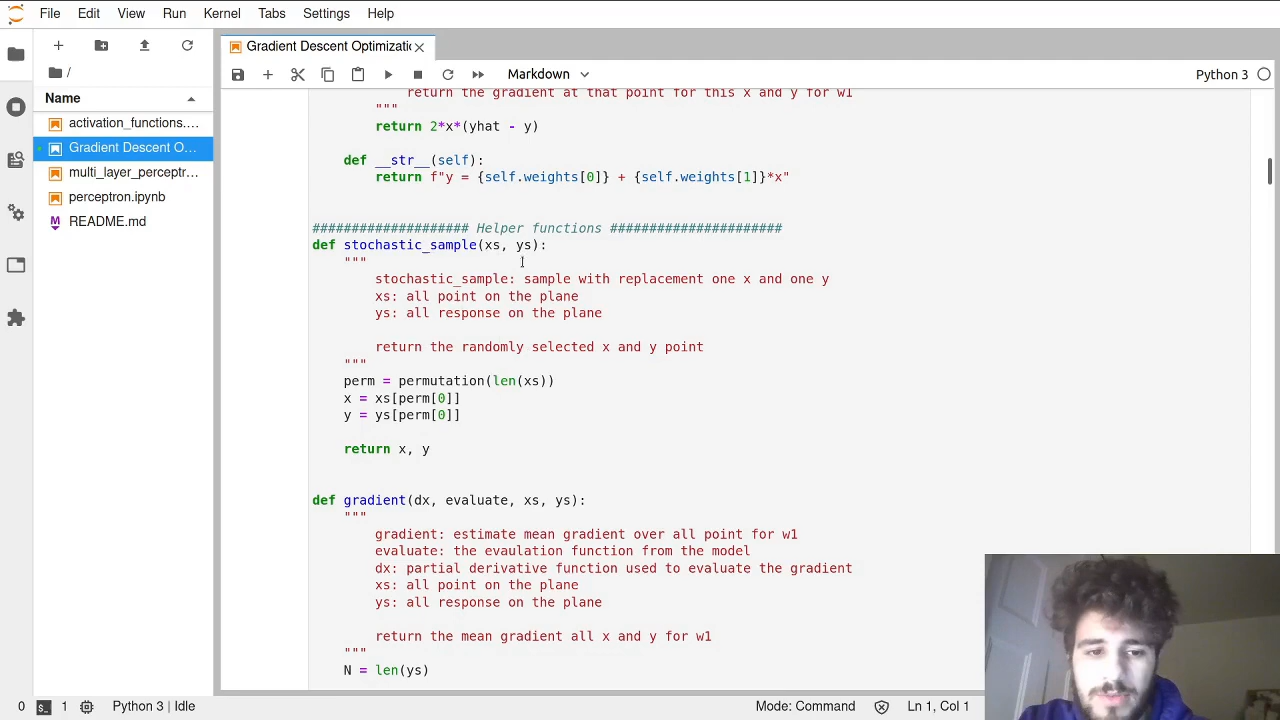 File Edit View Run Kernel Tabs Settings Help
Gradient Descent Optimizatic
Markdown
Python 3
/
Name
activation_functions....
Gradient Descent O...
multi_layer_perceptr...
perceptron.ipynb
README.md
return the gradient at that point for this x and y for w1
"""
return 2*x*(yhat - y)
def __str__(self):
return f"y = {self.weights[0]} + {self.weights[1]}*x"
#################### Helper functions ######################
def stochastic_sample(xs, ys):
"""
stochastic_sample: sample with replacement one x and one y
xs: all point on the plane
ys: all response on the plane
return the randomly selected x and y point
"""
perm = permutation(len(xs))
x = xs[perm[0]]
y = ys[perm[0]]
return x, y
def gradient(dx, evaluate, xs, ys):
"""
gradient: estimate mean gradient over all point for w1
evaluate: the evaulation function from the model
dx: partial derivative function used to evaluate the gradient
xs: all point on the plane
ys: all response on the plane
return the mean gradient all x and y for w1
"""
N = len(ys)
0 1 Python 3 | Idle Mode: Command Ln 1, Col 1